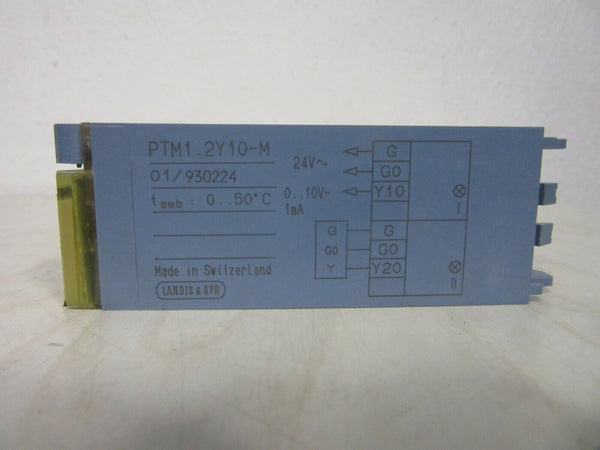 PTM1.2Y10-M
01/930224
tamb: 0..50°C
Made in Switzerland
LANDIS & GYR
24V~
0..10V-
1mA
G
G0
Y10
I
G
G0
Y
G
G0
Y20
II